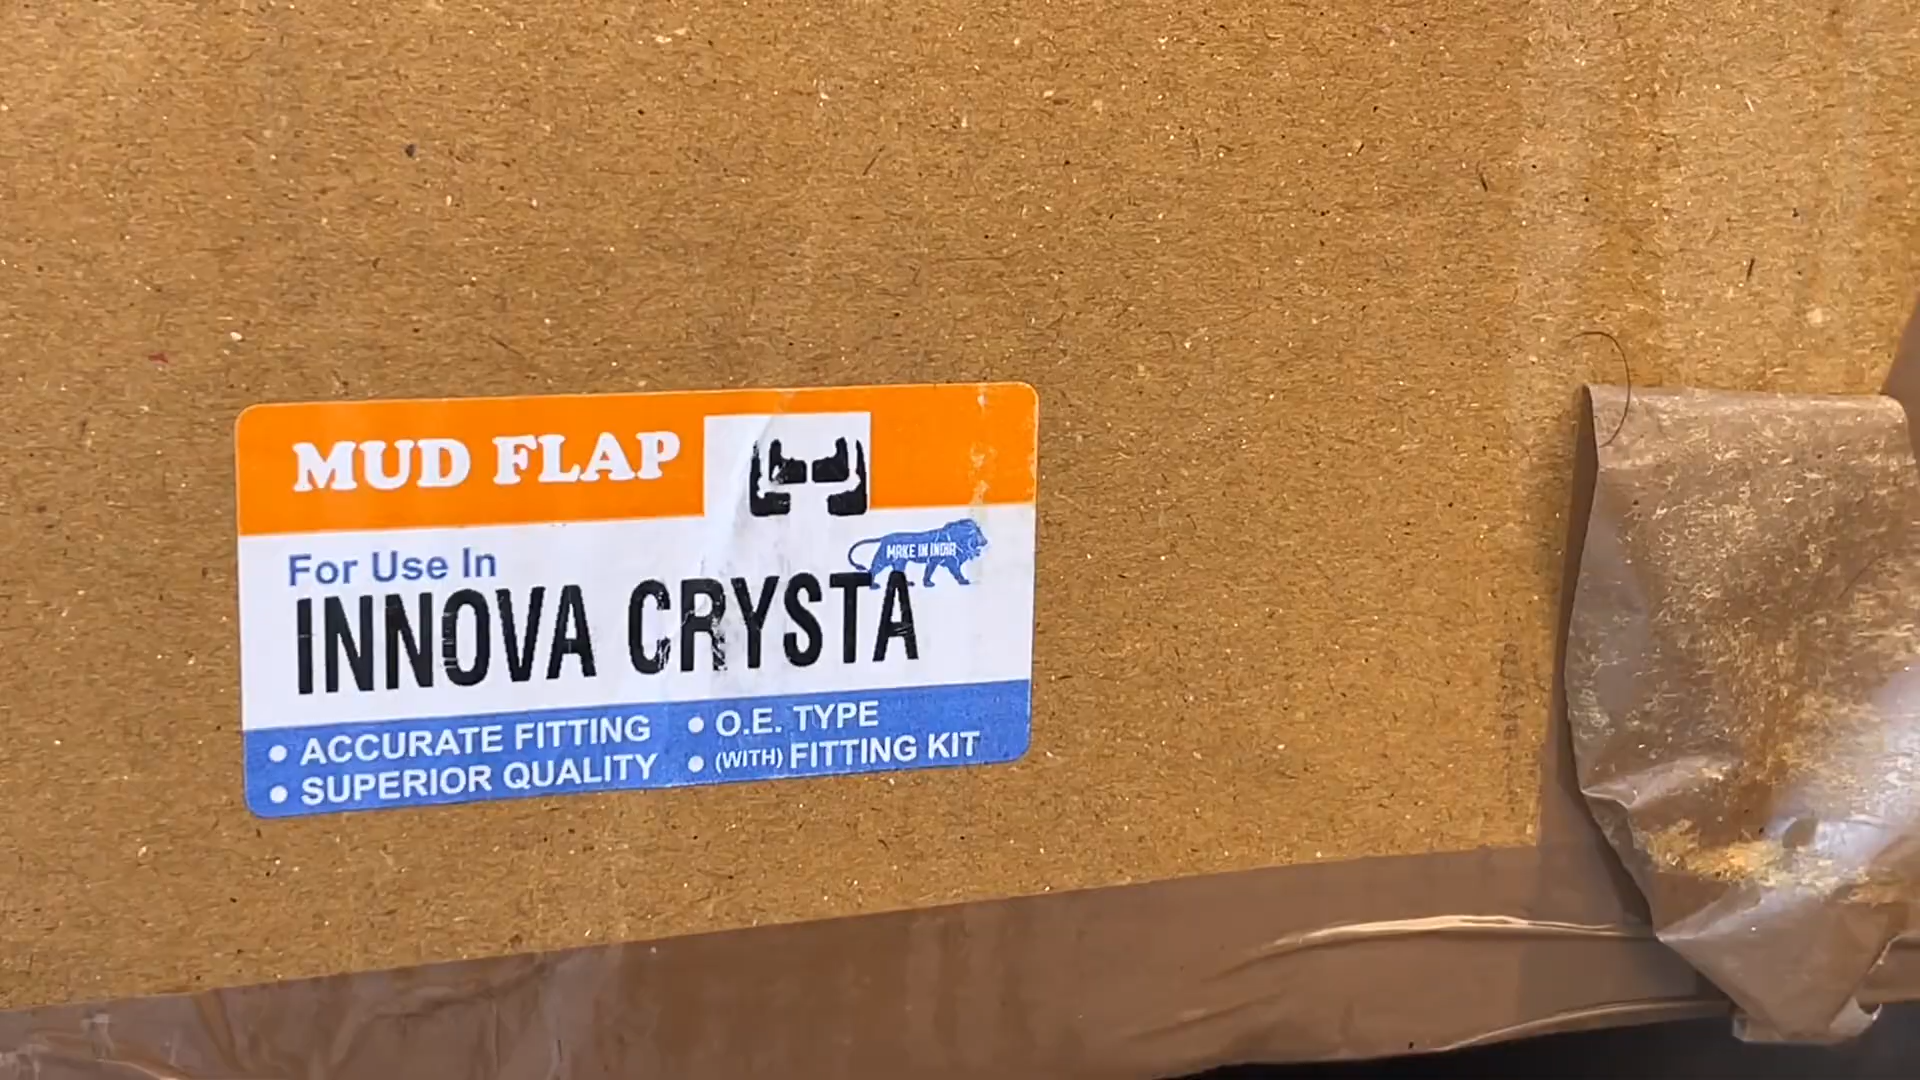 MUD FLAP
MAKE IN INDIA
For Use In
INNOVA CRYSTA
• ACCURATE FITTING
• SUPERIOR QUALITY
• O.E. TYPE
• (WITH) FITTING KIT